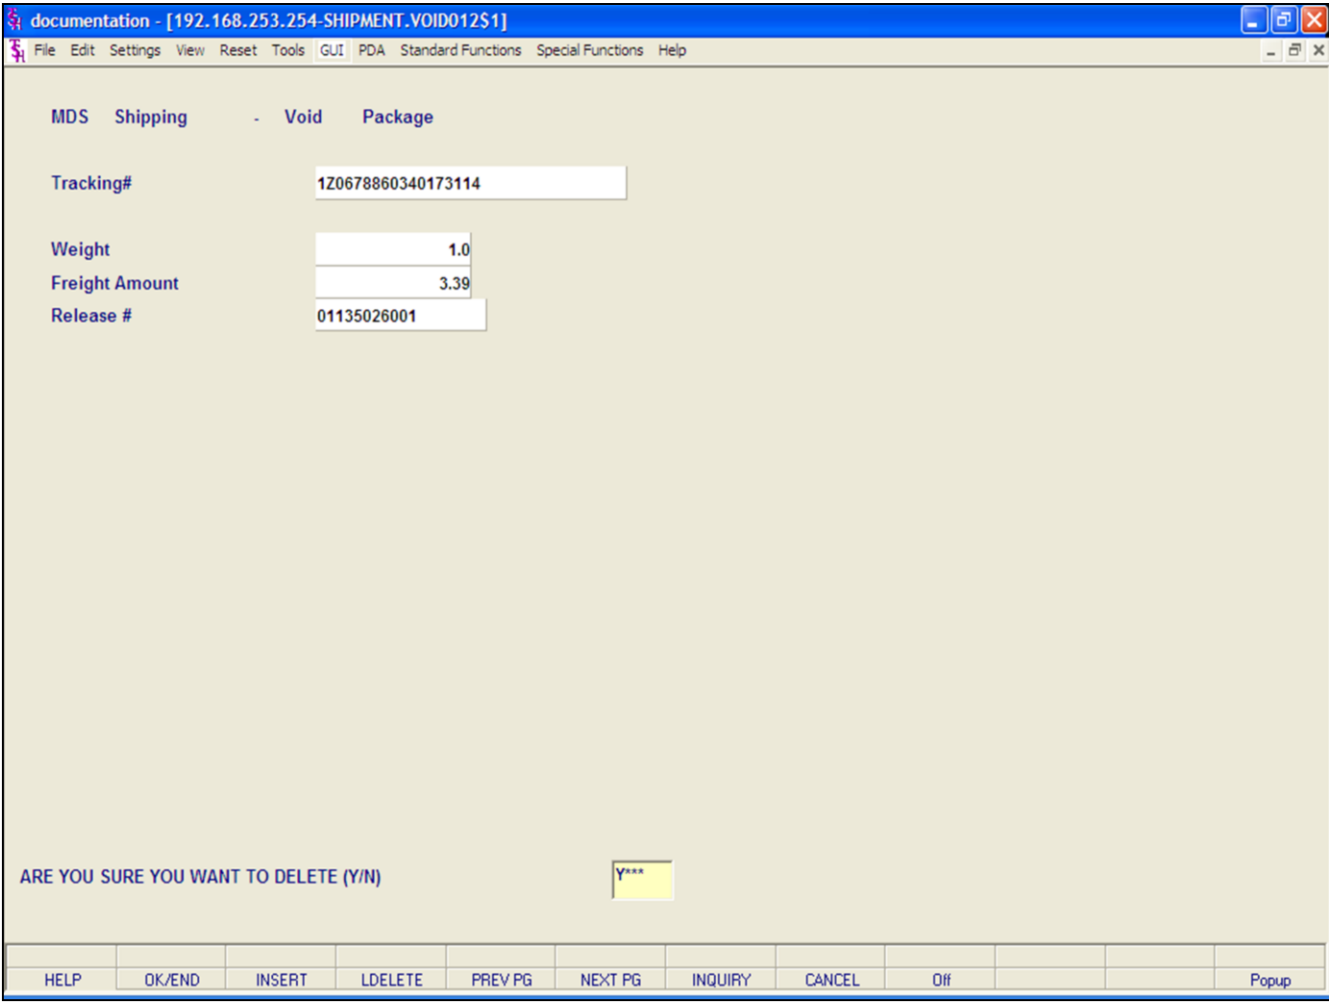 documentation - [192.168.253.254-SHIPMENT.VOID012$1]
File Edit Settings View Reset Tools GUI PDA Standard Functions Special Functions Help
MDS Shipping - Void Package
Tracking# 1Z0678860340173114
Weight 1.0
Freight Amount 3.39
Release # 01135026001
ARE YOU SURE YOU WANT TO DELETE (Y/N) Y***
HELP OK/END INSERT LDELETE PREV PG NEXT PG INQUIRY CANCEL Off Popup